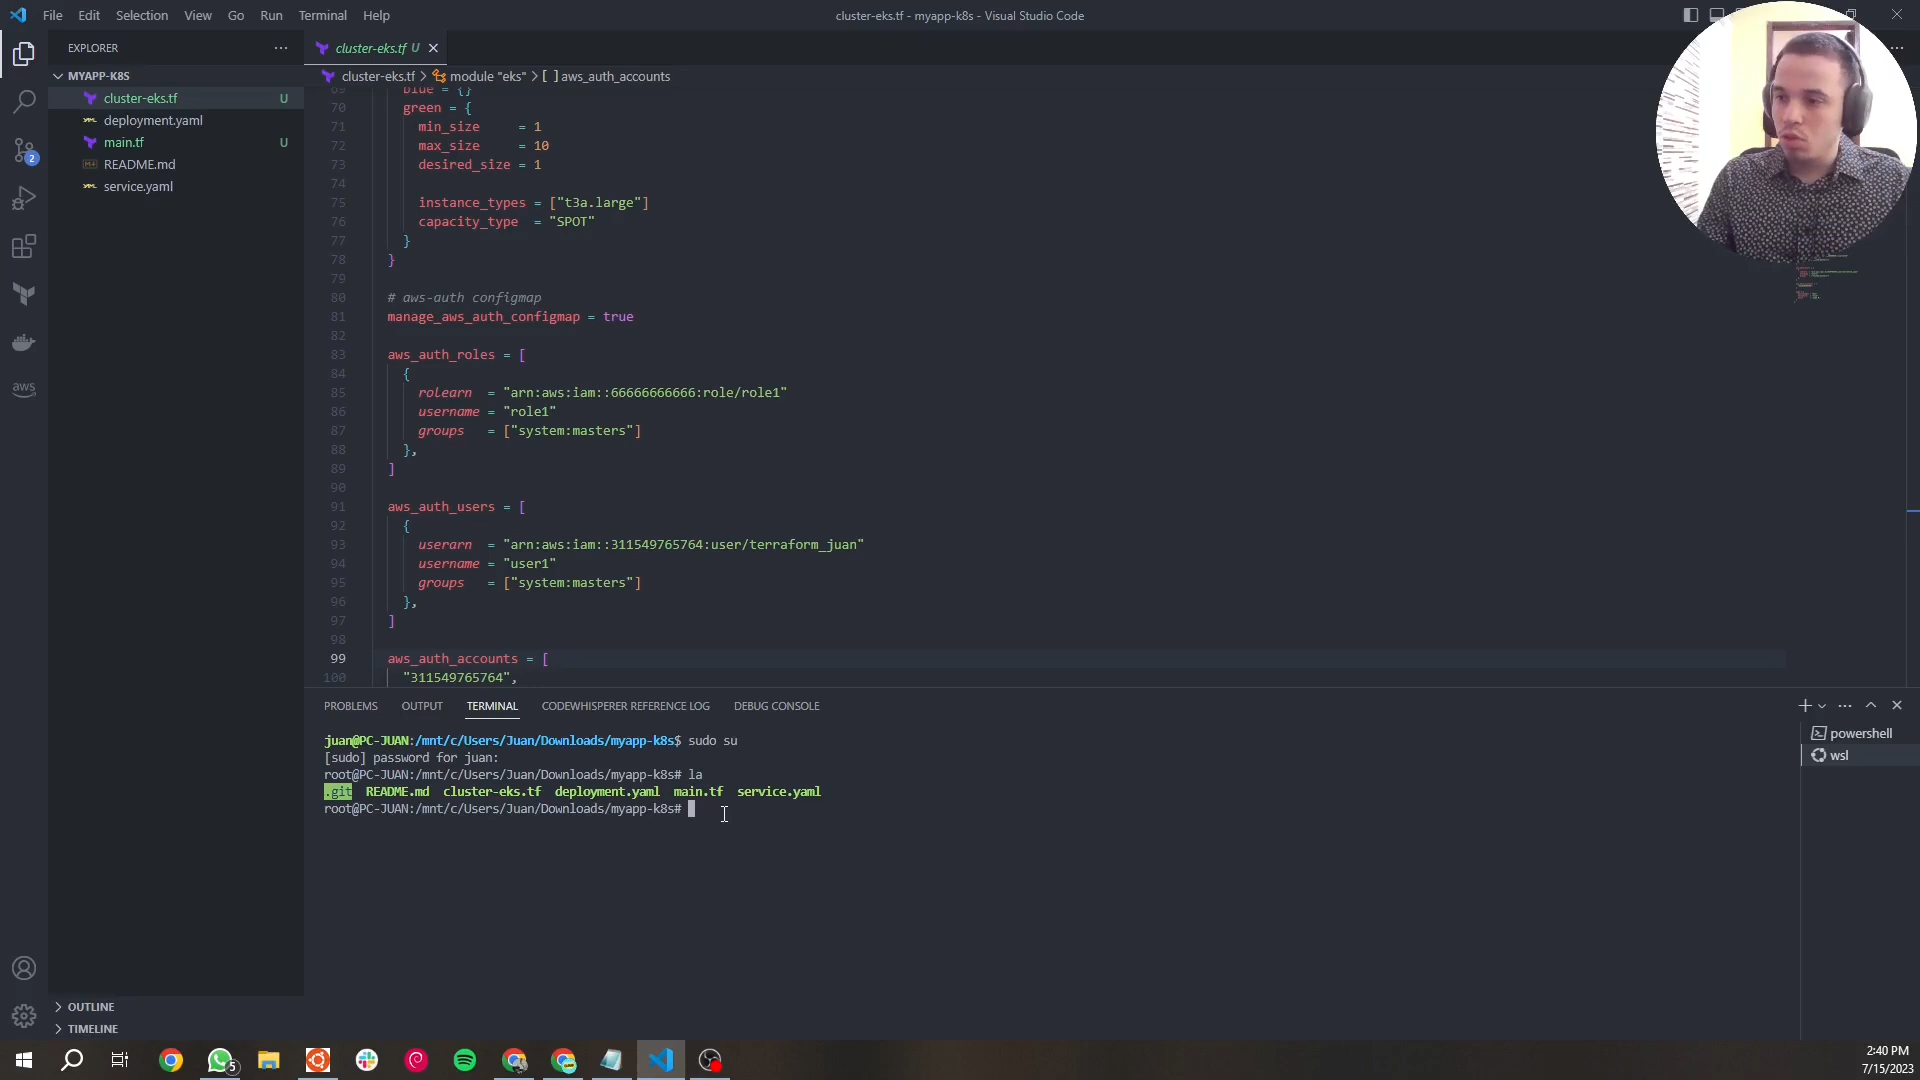 File Edit Selection View Go Run Terminal Help
cluster-eks.tf - myapp-k8s - Visual Studio Code
EXPLORER
cluster-eks.tf U
MYAPP-K8S
cluster-eks.tf > module "eks" > [ ] aws_auth_accounts
cluster-eks.tf U
deployment.yaml
main.tf U
README.md
service.yaml
2
aws
69 blue = {}
70 green = {
71 min_size = 1
72 max_size = 10
73 desired_size = 1
74
75 instance_types = ["t3a.large"]
76 capacity_type = "SPOT"
77 }
78 }
79
80 # aws-auth configmap
81 manage_aws_auth_configmap = true
82
83 aws_auth_roles = [
84 {
85 rolearn = "arn:aws:iam::66666666666:role/role1"
86 username = "role1"
87 groups = ["system:masters"]
88 },
89 ]
90
91 aws_auth_users = [
92 {
93 userarn = "arn:aws:iam::311549765764:user/terraform_juan"
94 username = "user1"
95 groups = ["system:masters"]
96 },
97 ]
98
99 aws_auth_accounts = [
100 "311549765764",
PROBLEMS OUTPUT TERMINAL CODEWHISPERER REFERENCE LOG DEBUG CONSOLE
juan@PC-JUAN:/mnt/c/Users/Juan/Downloads/myapp-k8s$ sudo su
[sudo] password for juan:
root@PC-JUAN:/mnt/c/Users/Juan/Downloads/myapp-k8s# la
.git README.md cluster-eks.tf deployment.yaml main.tf service.yaml
root@PC-JUAN:/mnt/c/Users/Juan/Downloads/myapp-k8s#
powershell
wsl
OUTLINE
TIMELINE
5
2:40 PM
7/15/2023